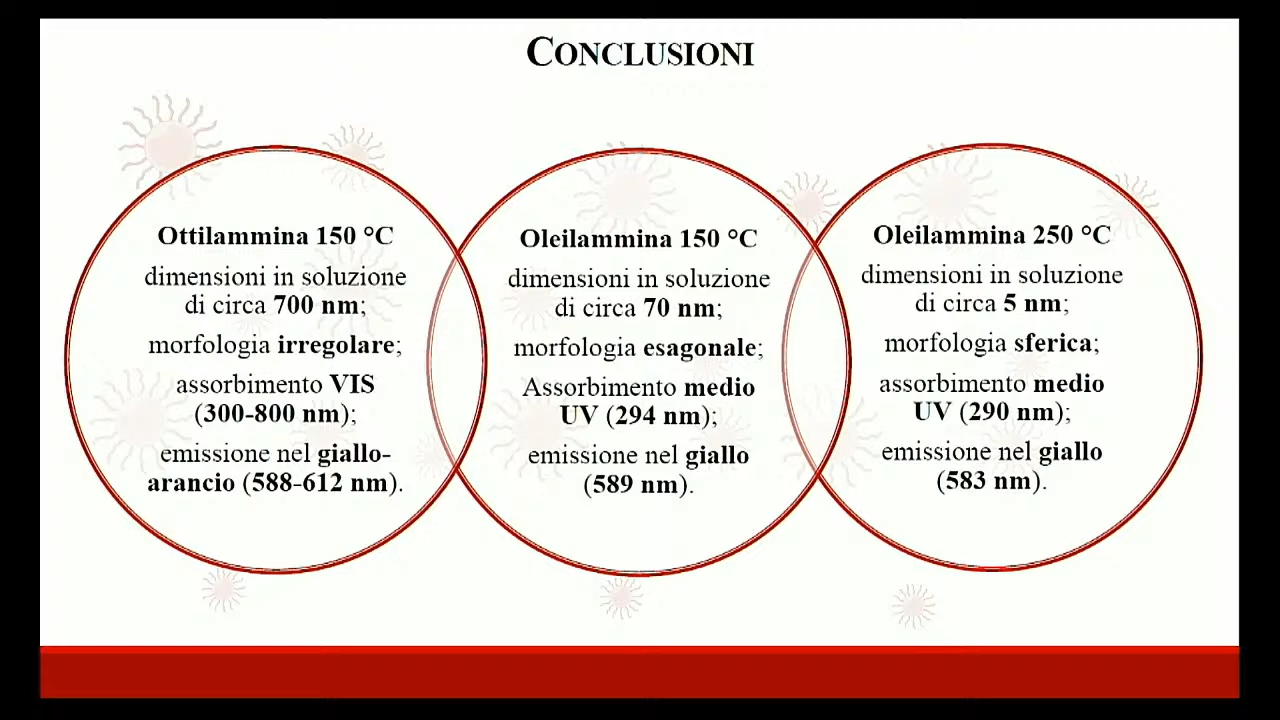 CONCLUSIONI
Ottilammina 150 °C
dimensioni in soluzione
di circa 700 nm;
morfologia irregolare;
assorbimento VIS
(300-800 nm);
emissione nel giallo-
arancio (588-612 nm).
Oleilammina 150 °C
dimensioni in soluzione
di circa 70 nm;
morfologia esagonale;
Assorbimento medio
UV (294 nm);
emissione nel giallo
(589 nm).
Oleilammina 250 °C
dimensioni in soluzione
di circa 5 nm;
morfologia sferica;
assorbimento medio
UV (290 nm);
emissione nel giallo
(583 nm).